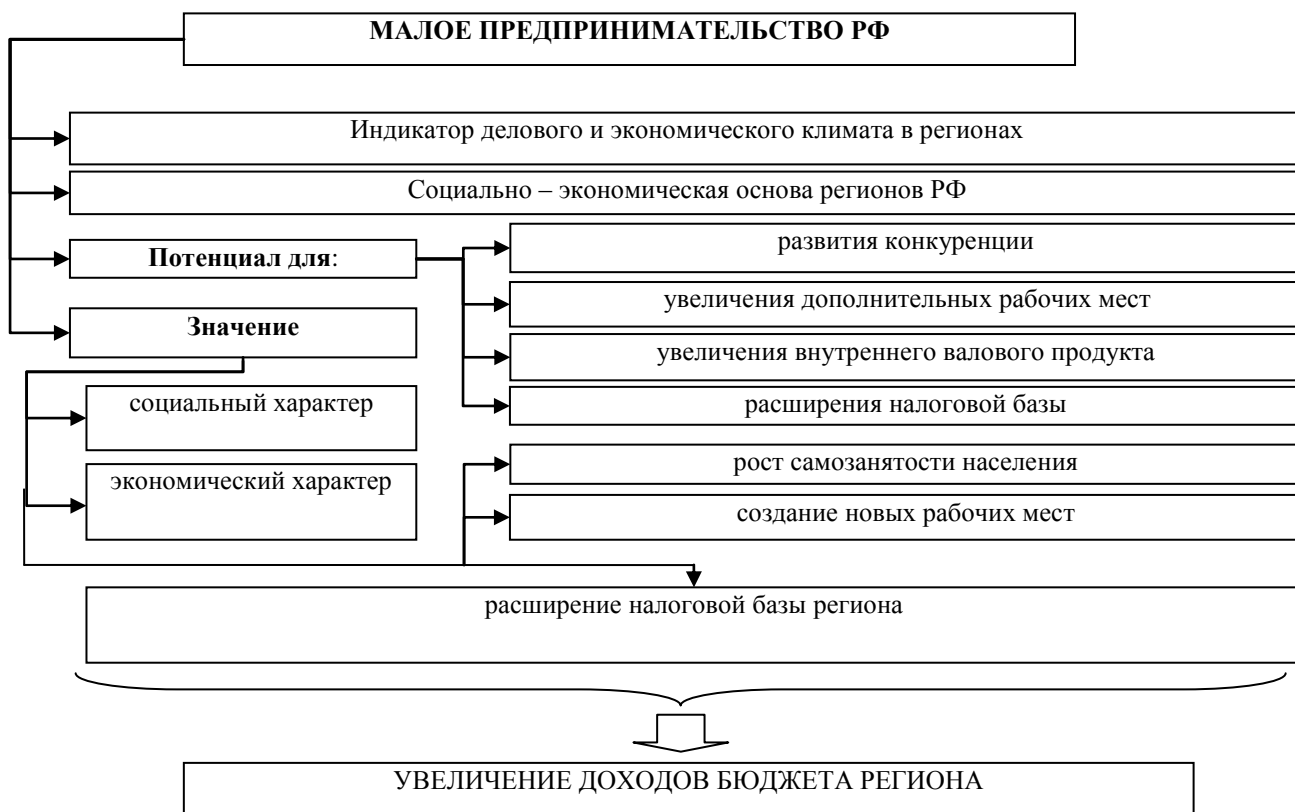 МАЛОЕ ПРЕДПРИНИМАТЕЛЬСТВО РФ
Индикатор делового и экономического климата в регионах
Социально – экономическая основа регионов РФ
Потенциал для:
развития конкуренции
увеличения дополнительных рабочих мест
увеличения внутреннего валового продукта
расширения налоговой базы
Значение
социальный характер
экономический характер
рост самозанятости населения
создание новых рабочих мест
расширение налоговой базы региона
УВЕЛИЧЕНИЕ ДОХОДОВ БЮДЖЕТА РЕГИОНА